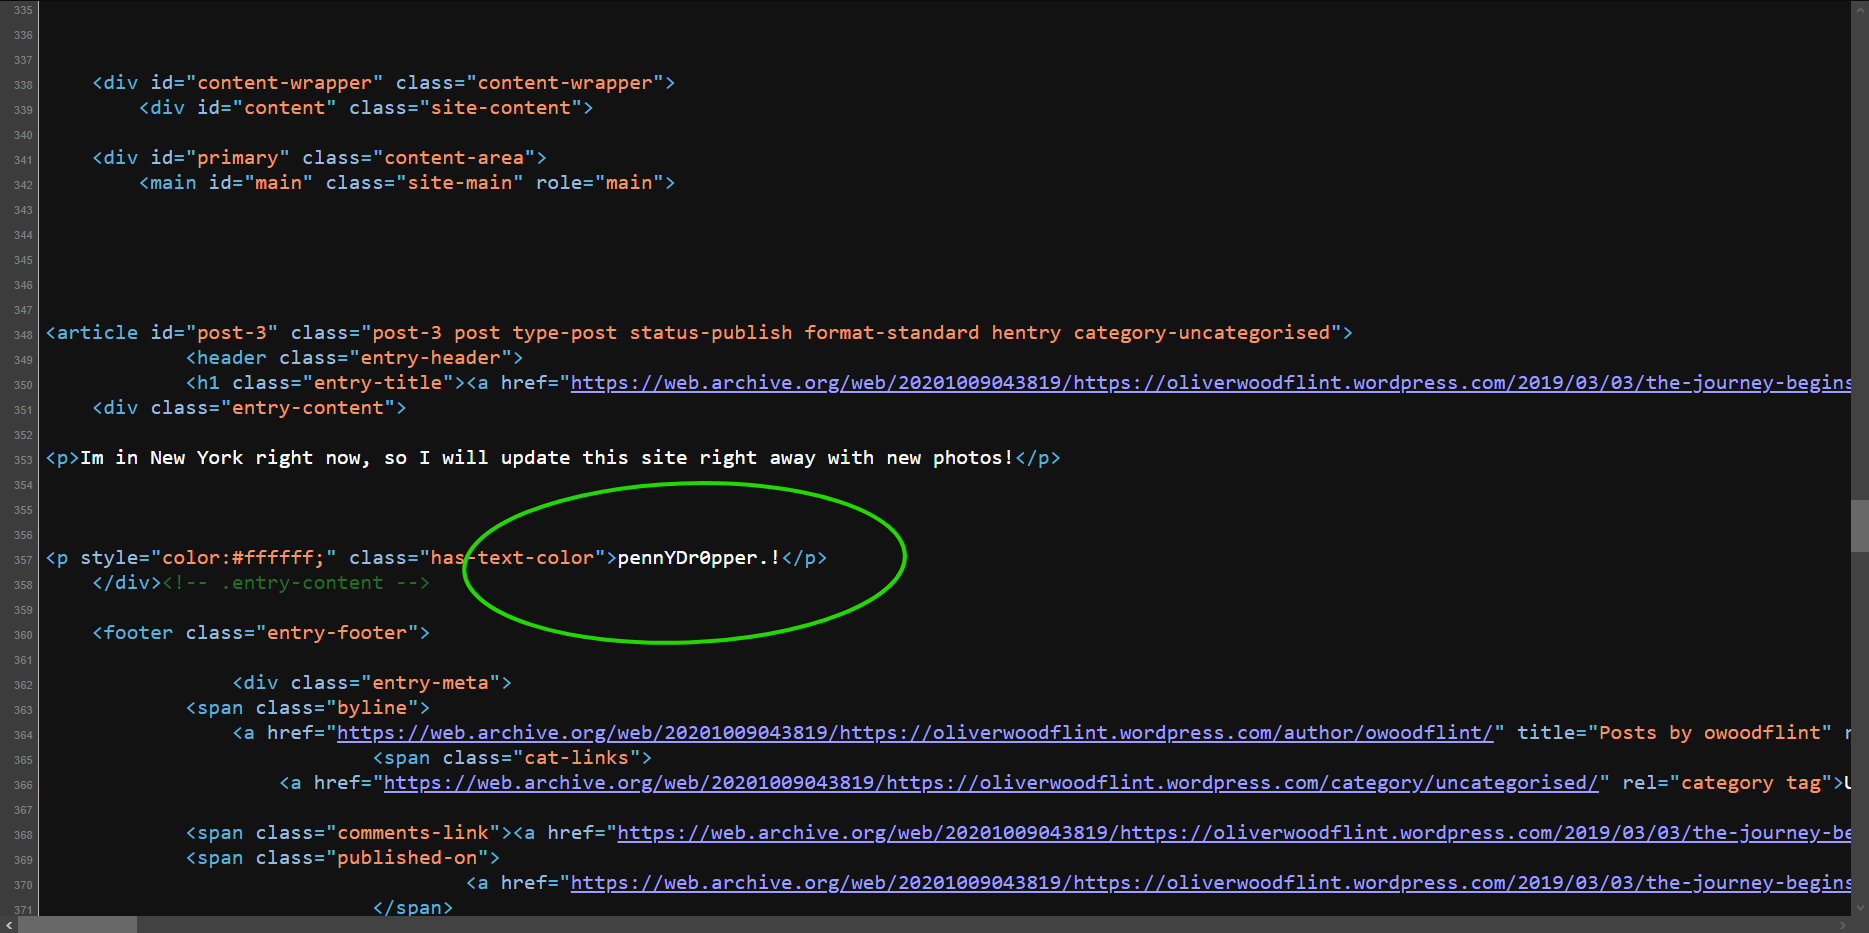 335
336
337
338 <div id="content-wrapper" class="content-wrapper">
339 <div id="content" class="site-content">
340
341 <div id="primary" class="content-area">
342 <main id="main" class="site-main" role="main">
343
344
345
346
347
348 <article id="post-3" class="post-3 post type-post status-publish format-standard hentry category-uncategorised">
349 <header class="entry-header">
350 <h1 class="entry-title"><a href="https://web.archive.org/web/20201009043819/https://oliverwoodflint.wordpress.com/2019/03/03/the-journey-begins
351 <div class="entry-content">
352
353 <p>Im in New York right now, so I will update this site right away with new photos!</p>
354
355
356
357 <p style="color:#ffffff;" class="has-text-color">pennYDr0pper.!</p>
358 </div><!-- .entry-content -->
359
360 <footer class="entry-footer">
361
362 <div class="entry-meta">
363 <span class="byline">
364 <a href="https://web.archive.org/web/20201009043819/https://oliverwoodflint.wordpress.com/author/owoodflint/" title="Posts by owoodflint"
365 <span class="cat-links">
366 <a href="https://web.archive.org/web/20201009043819/https://oliverwoodflint.wordpress.com/category/uncategorised/" rel="category tag">
367
368 <span class="comments-link"><a href="https://web.archive.org/web/20201009043819/https://oliverwoodflint.wordpress.com/2019/03/03/the-journey-be
369 <span class="published-on">
370 <a href="https://web.archive.org/web/20201009043819/https://oliverwoodflint.wordpress.com/2019/03/03/the-journey-begins
371 </span>